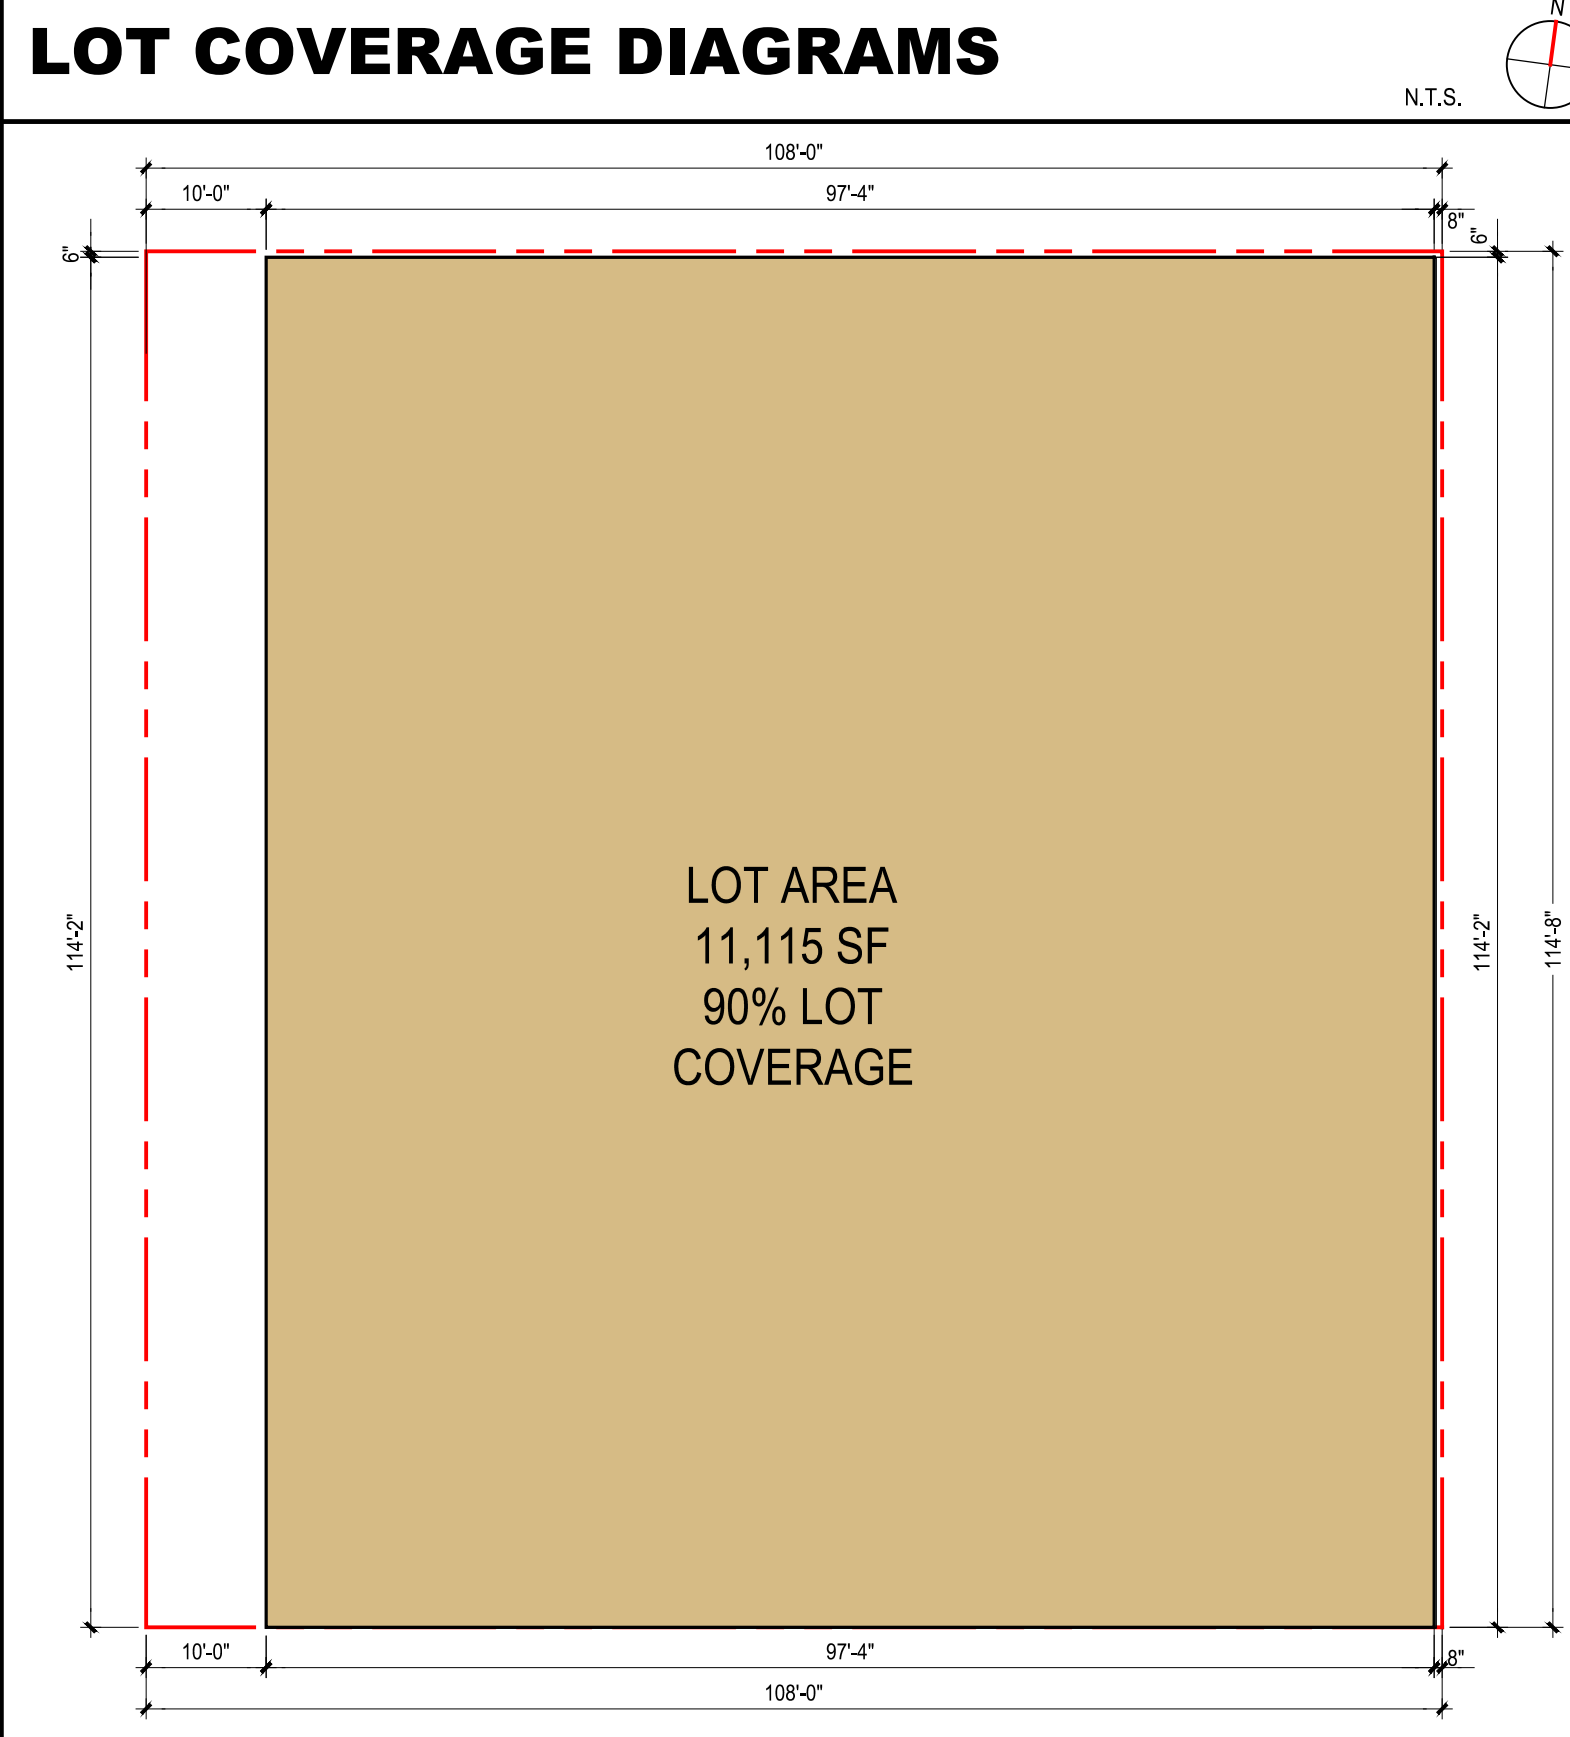 LOT COVERAGE DIAGRAMS
N
N.T.S.
108'-0"
10'-0"
97'-4"
8"
6"
6"
LOT AREA
11,115 SF
90% LOT
COVERAGE
114'-2"
114'-2"
114'-8"
10'-0"
97'-4"
8"
108'-0"